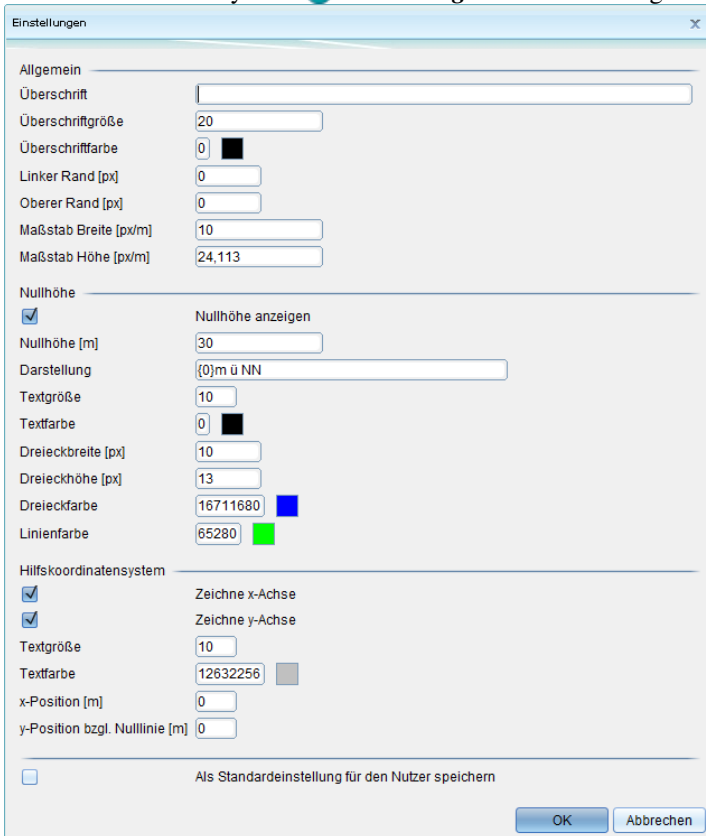 Einstellungen x
Allgemein
Überschrift
Überschriftgröße 20
Überschriftfarbe 0
Linker Rand [px] 0
Oberer Rand [px] 0
Maßstab Breite [px/m] 10
Maßstab Höhe [px/m] 24,113
Nullhöhe
Nullhöhe anzeigen
Nullhöhe [m] 30
Darstellung {0}m ü NN
Textgröße 10
Textfarbe 0
Dreieckbreite [px] 10
Dreieckhöhe [px] 13
Dreieckfarbe 16711680
Linienfarbe 65280
Hilfskoordinatensystem
Zeichne x-Achse
Zeichne y-Achse
Textgröße 10
Textfarbe 12632256
x-Position [m] 0
y-Position bzgl. Nulllinie [m] 0
Als Standardeinstellung für den Nutzer speichern
OK Abbrechen